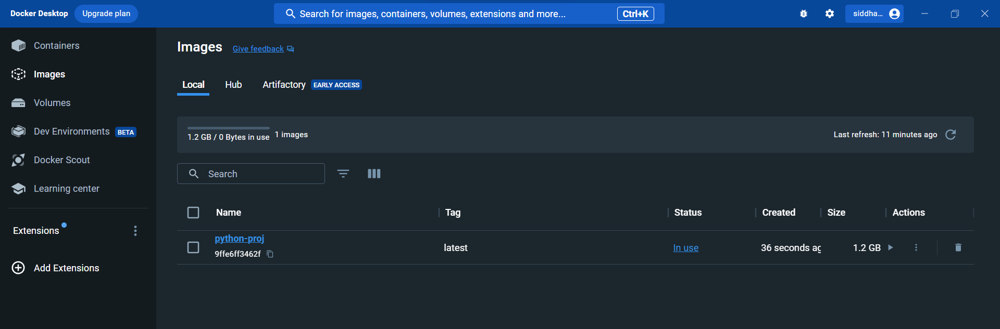 Docker Desktop Upgrade plan Search for images, containers, volumes, extensions and more... Ctrl+K siddha...
Containers
Images
Volumes
Dev Environments BETA
Docker Scout
Learning center
Extensions
Add Extensions
Images Give feedback
Local Hub Artifactory EARLY ACCESS
1.2 GB / 0 Bytes in use 1 images Last refresh: 11 minutes ago
Search
Name Tag Status Created Size Actions
python-proj latest In use 36 seconds ag 1.2 GB
9ffe6ff3462f